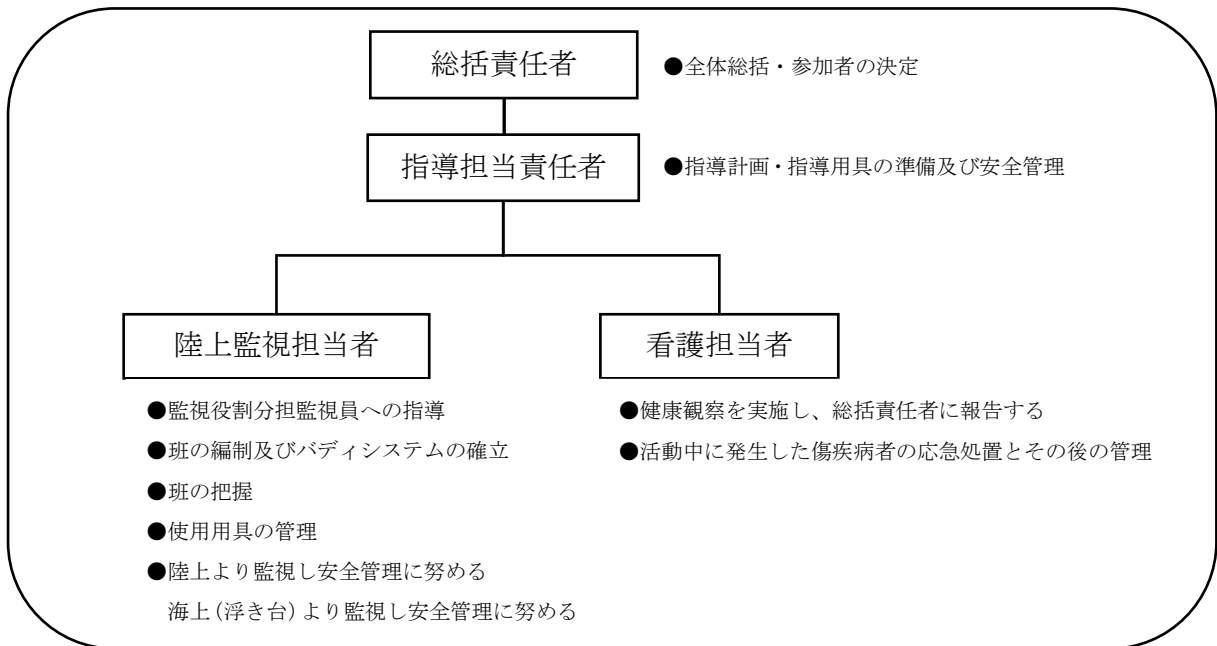 総括責任者
●全体総括・参加者の決定
指導担当責任者
●指導計画・指導用具の準備及び安全管理
陸上監視担当者
●監視役割分担監視員への指導
●班の編制及びバディシステムの確立
●班の把握
●使用用具の管理
●陸上より監視し安全管理に努める
海上(浮き台)より監視し安全管理に努める
看護担当者
●健康観察を実施し、総括責任者に報告する
●活動中に発生した傷疾病者の応急処置とその後の管理